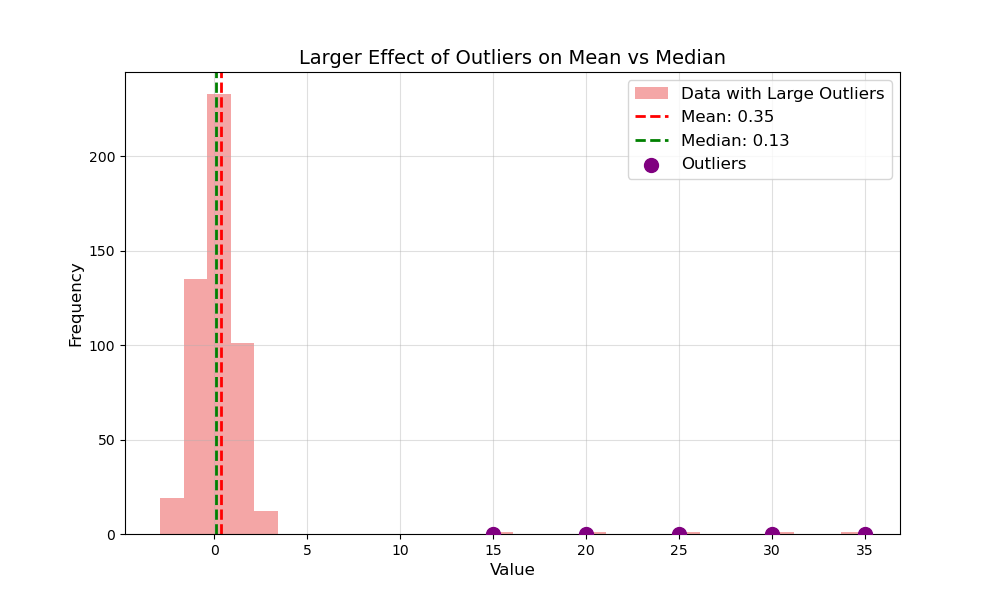 Larger Effect of Outliers on Mean vs Median
Data with Large Outliers
Mean: 0.35
Median: 0.13
Outliers
Frequency
200
150
100
50
0
0 5 10 15 20 25 30 35
Value